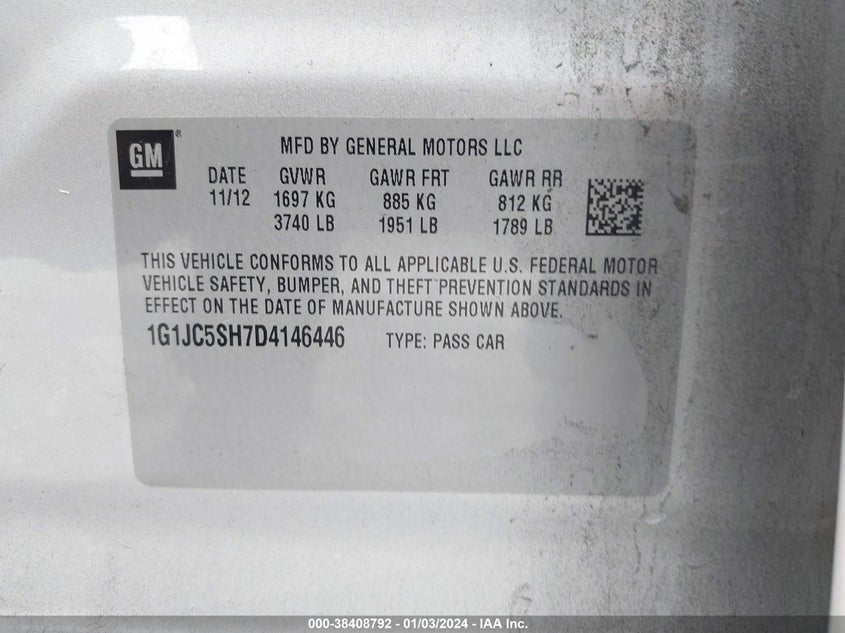 GM®
MFD BY GENERAL MOTORS LLC
DATE GVWR GAWR FRT GAWR RR
11/12 1697 KG 885 KG 812 KG
3740 LB 1951 LB 1789 LB
THIS VEHICLE CONFORMS TO ALL APPLICABLE U.S. FEDERAL MOTOR
VEHICLE SAFETY, BUMPER, AND THEFT PREVENTION STANDARDS IN
EFFECT ON THE DATE OF MANUFACTURE SHOWN ABOVE.
1G1JC5SH7D4146446 TYPE: PASS CAR
000-38408792 - 01/03/2024 - IAA Inc.